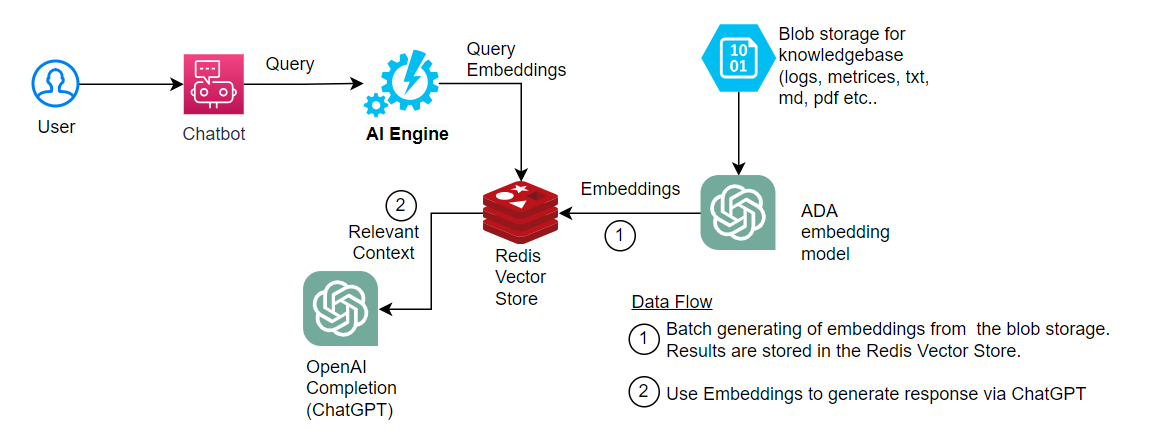 User
Chatbot
Query
AI Engine
Query
Embeddings
10
01
Blob storage for
knowledgebase
(logs, metrices, txt,
md, pdf etc..
Embeddings
1
ADA
embedding
model
Redis
Vector
Store
2
Relevant
Context
OpenAI
Completion
(ChatGPT)
Data Flow
1 Batch generating of embeddings from the blob storage.
Results are stored in the Redis Vector Store.
2 Use Embeddings to generate response via ChatGPT